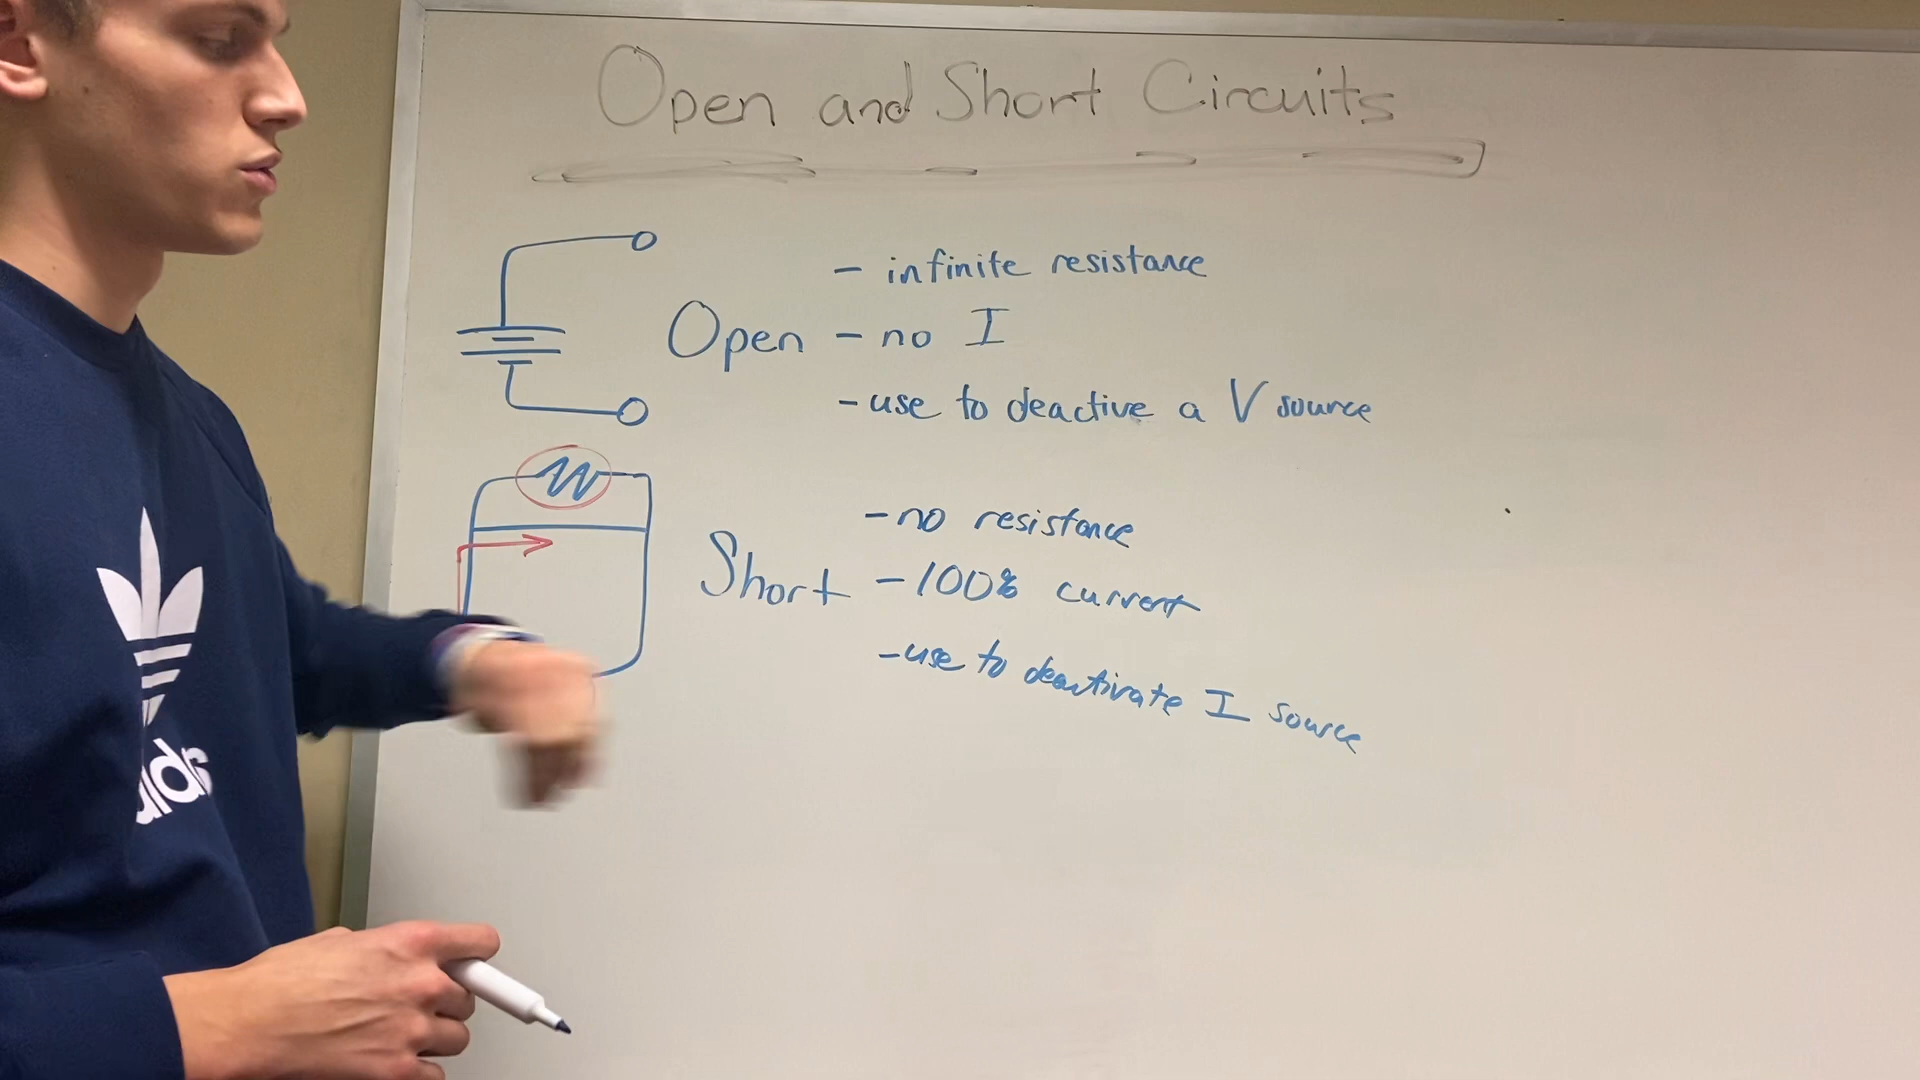 Open and Short Circuits
- infinite resistance
Open - no I
- use to deactive a V source
- no resistance
Short - 100% current
- use to deactivate I source
adidas